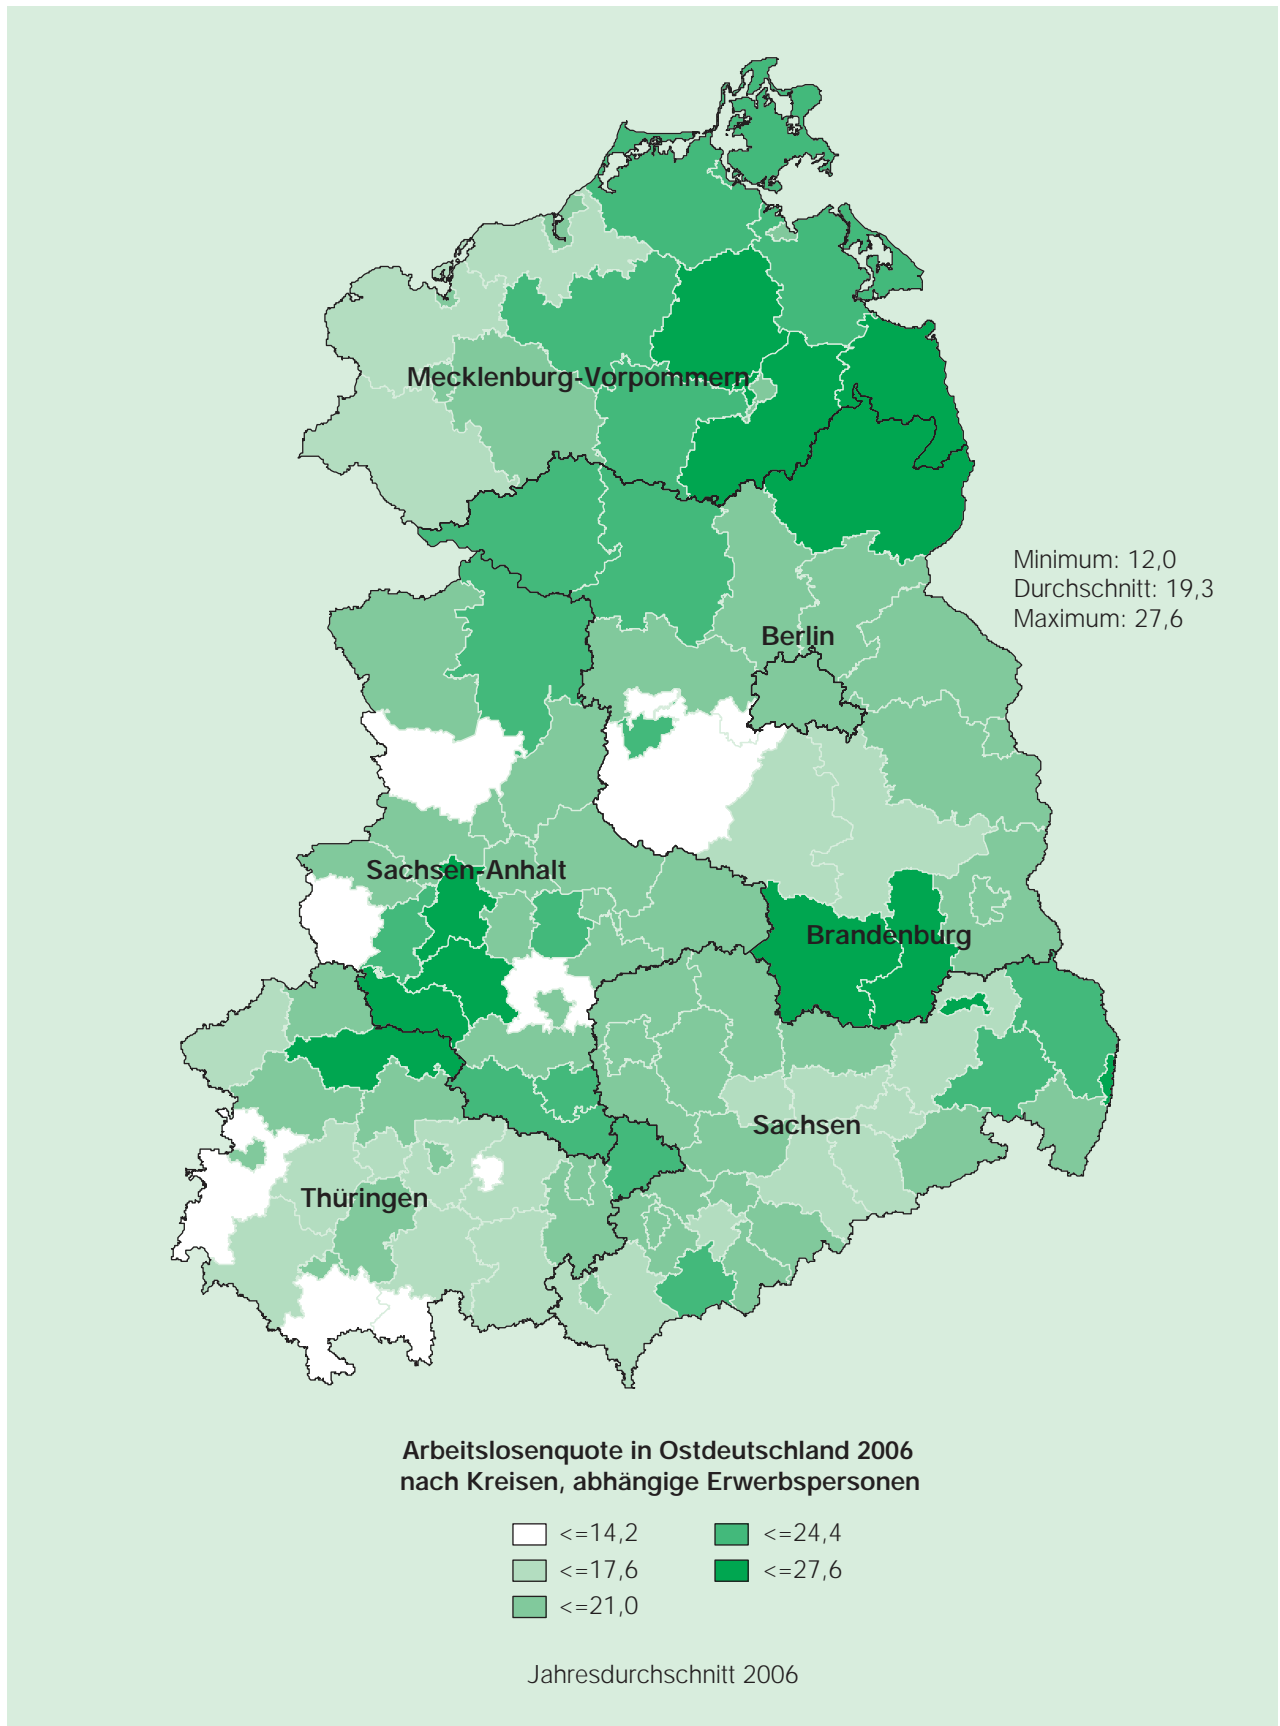 Mecklenburg-Vorpommern
Minimum: 12,0
Durchschnitt: 19,3
Maximum: 27,6
Berlin
Sachsen-Anhalt
Brandenburg
Sachsen
Thüringen
Arbeitslosenquote in Ostdeutschland 2006
nach Kreisen, abhängige Erwerbspersonen
<=14,2
<=17,6
<=21,0
<=24,4
<=27,6
Jahresdurchschnitt 2006